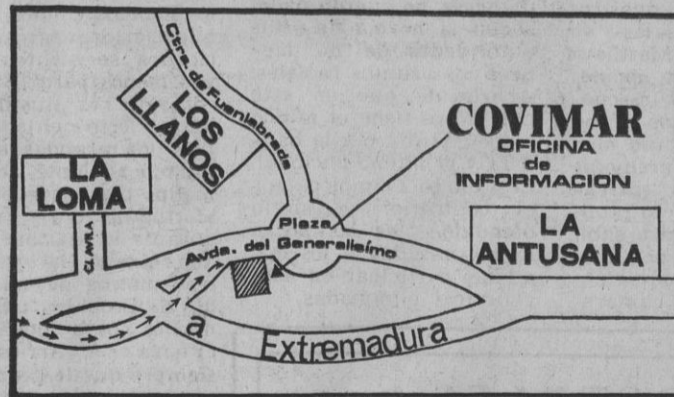 Ctra. de Fuenlabrada
LOS
LLANOS
COVIMAR
OFICINA
de
INFORMACION
LA
LOMA
C/. AVILA
Plaza
Avda. del Generalísimo
LA
ANTUSANA
a Extremadura